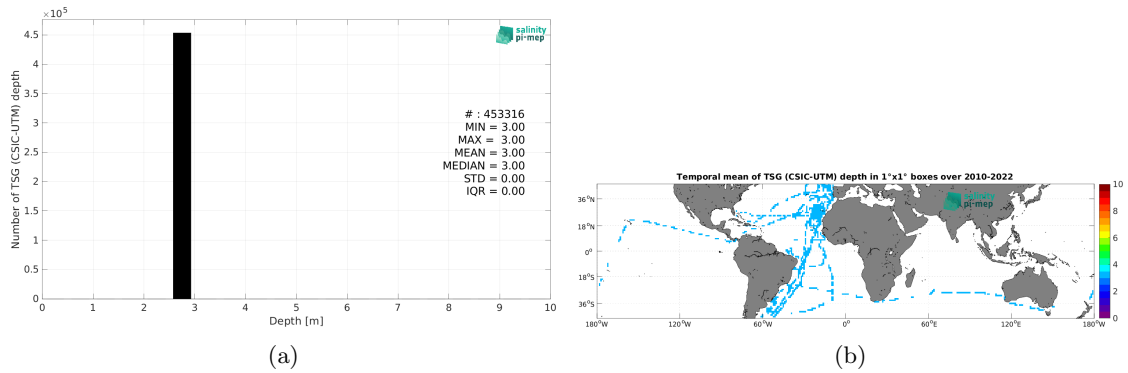 ×10⁵
4.5
4
3.5
3
2.5
2
1.5
1
0.5
0
0 1 2 3 4 5 6 7 8 9 10
Number of TSG (CSIC-UTM) depth
Depth [m]
salinity
pi-mep
# : 453316
MIN = 3.00
MAX = 3.00
MEAN = 3.00
MEDIAN = 3.00
STD = 0.00
IQR = 0.00
(a)
Temporal mean of TSG (CSIC-UTM) depth in 1°x1° boxes over 2010-2022
salinity
pi-mep
36°N
18°N
0°
18°S
36°S
180°W 120°W 60°W 0° 60°E 120°E 180°W
10
8
6
4
2
0
(b)